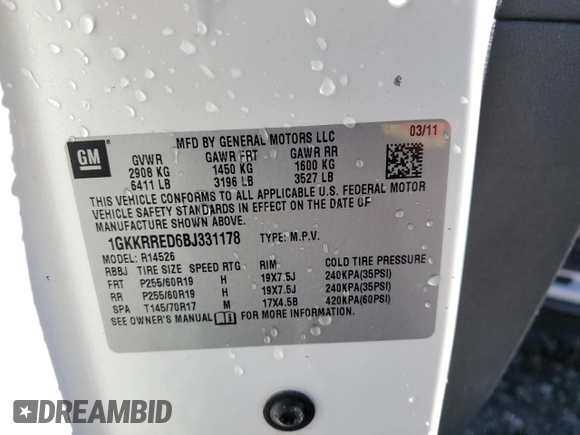 MFD BY GENERAL MOTORS LLC 03/11
GM
GVWR GAWR FRT GAWR RR
2908 KG 1450 KG 1600 KG
6411 LB 3196 LB 3527 LB
THIS VEHICLE CONFORMS TO ALL APPLICABLE U.S. FEDERAL MOTOR
VEHICLE SAFETY STANDARDS IN EFFECT ON THE DATE OF
MANUFACTURE SHOWN ABOVE.
1GKKRRED6BJ331178 TYPE: M.P.V.
MODEL: R14526
RBBJ TIRE SIZE SPEED RTG RIM COLD TIRE PRESSURE
FRT P255/60R19 H 19X7.5J 240KPA(35PSI)
RR P255/60R19 H 19X7.5J 240KPA(35PSI)
SPA T145/70R17 M 17X4.5B 420KPA(60PSI)
SEE OWNER'S MANUAL FOR MORE INFORMATION.
DREAMBID